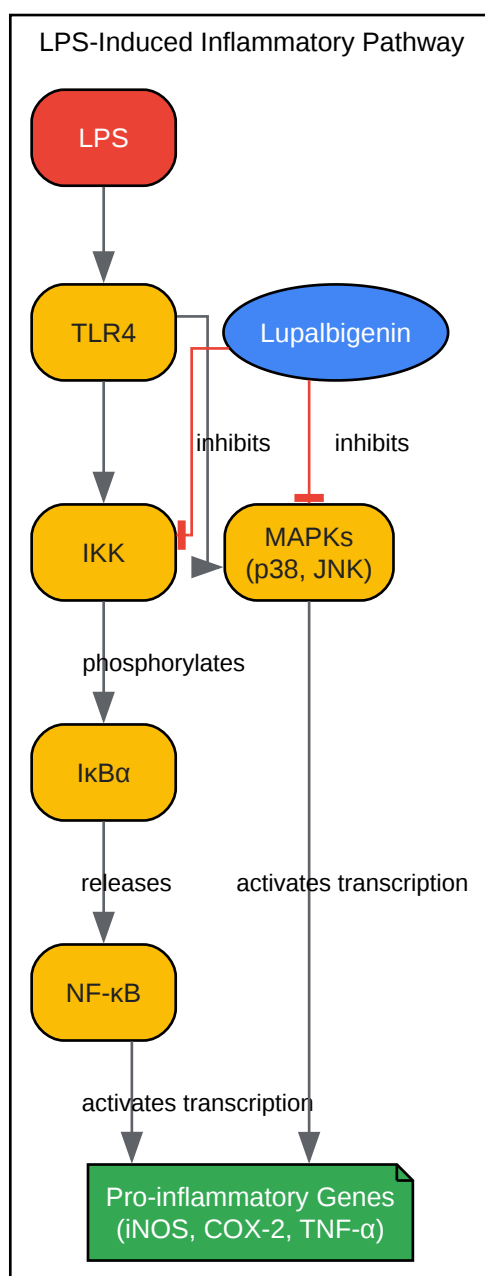 LPS-Induced Inflammatory Pathway
LPS
TLR4
Lupalbigenin
inhibits
inhibits
IKK
MAPKs
(p38, JNK)
phosphorylates
IκBα
releases
activates transcription
NF-κB
activates transcription
Pro-inflammatory Genes
(iNOS, COX-2, TNF-α)